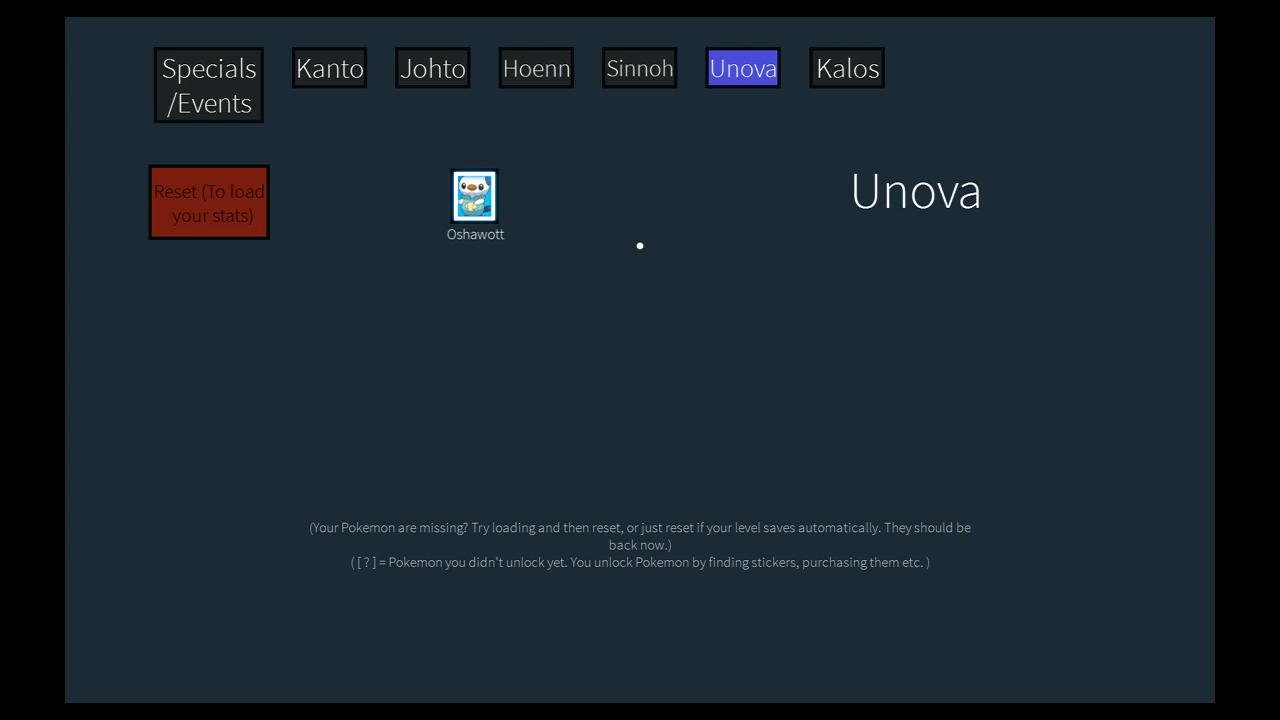 Specials
/Events
Kanto
Johto
Hoenn
Sinnoh
Unova
Kalos
Reset (To load
your stats)
Oshawott
Unova
(Your Pokemon are missing? Try loading and then reset, or just reset if your level saves automatically. They should be
back now.)
( [ ? ] = Pokemon you didn't unlock yet. You unlock Pokemon by finding stickers, purchasing them etc. )